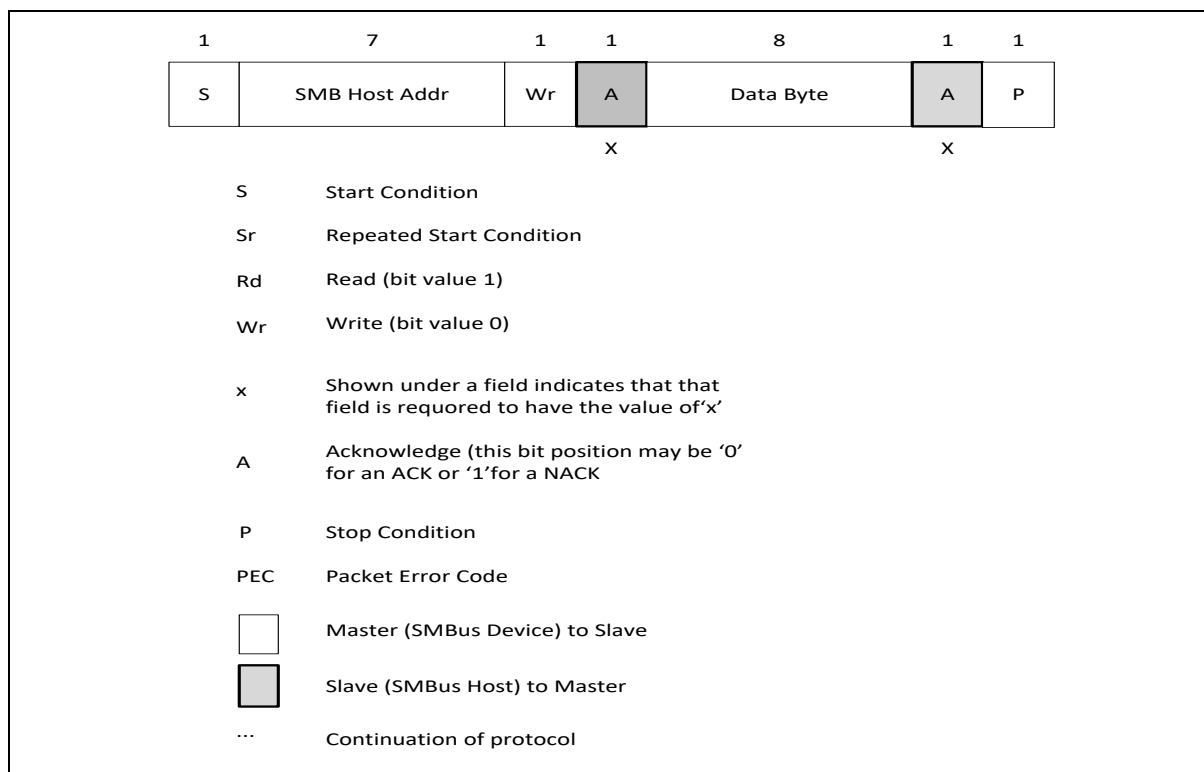 1 7 1 1 8 1 1
S SMB Host Addr Wr A Data Byte A P
x x
S Start Condition
Sr Repeated Start Condition
Rd Read (bit value 1)
Wr Write (bit value 0)
x Shown under a field indicates that that
field is requored to have the value of‘x’
A Acknowledge (this bit position may be ‘0’
for an ACK or ‘1’for a NACK
P Stop Condition
PEC Packet Error Code
Master (SMBus Device) to Slave
Slave (SMBus Host) to Master
... Continuation of protocol